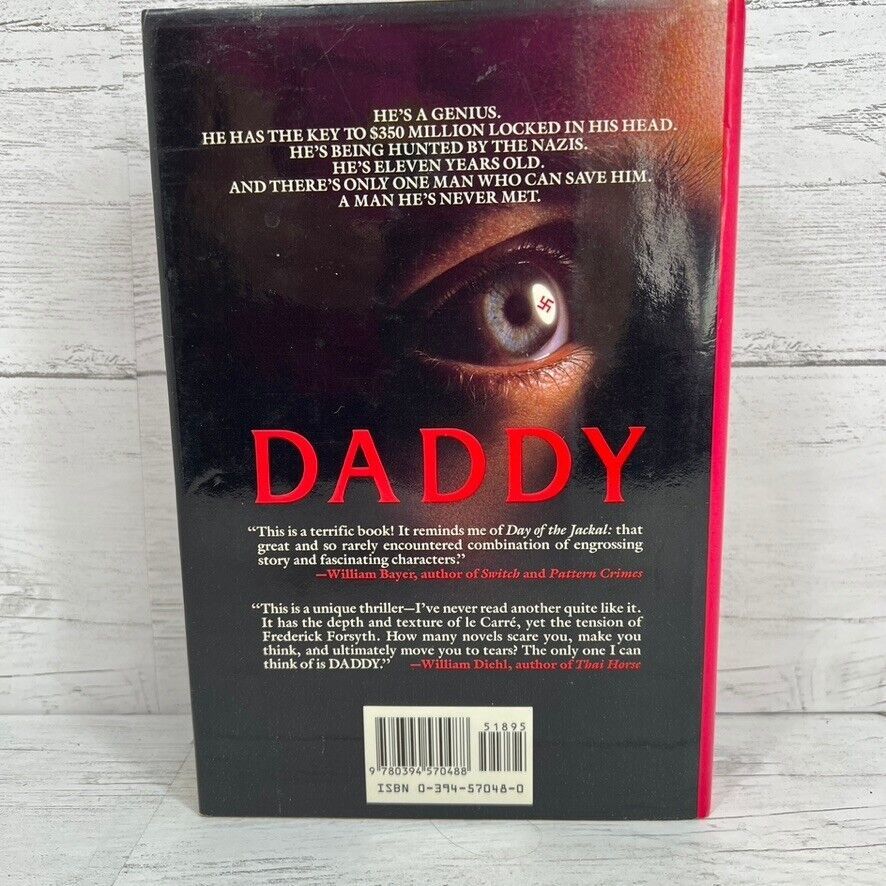 HE'S A GENIUS.
HE HAS THE KEY TO $350 MILLION LOCKED IN HIS HEAD.
HE'S BEING HUNTED BY THE NAZIS.
HE'S ELEVEN YEARS OLD.
AND THERE'S ONLY ONE MAN WHO CAN SAVE HIM.
A MAN HE'S NEVER MET.
DADDY
“This is a terrific book! It reminds me of Day of the Jackal: that
great and so rarely encountered combination of engrossing
story and fascinating characters.”
—William Bayer, author of Switch and Pattern Crimes
“This is a unique thriller—I've never read another quite like it.
It has the depth and texture of le Carré, yet the tension of
Frederick Forsyth. How many novels scare you, make you
think, and ultimately move you to tears? The only one I can
think of is DADDY.” —William Diehl, author of Thai Horse
51895
9 780394 570488
ISBN 0-394-57048-0